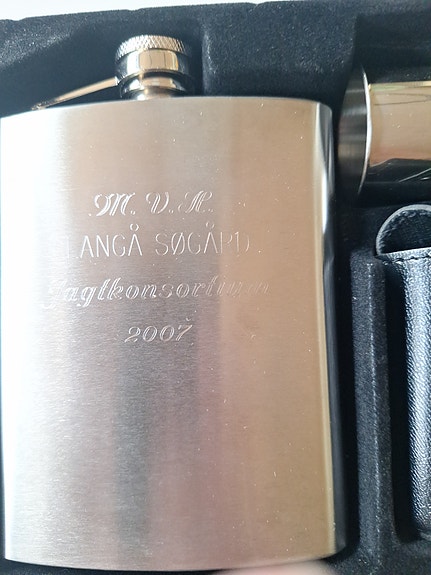 M. V. H.
LANGÅ SØGÅRD
Jagtkonsortium
2007